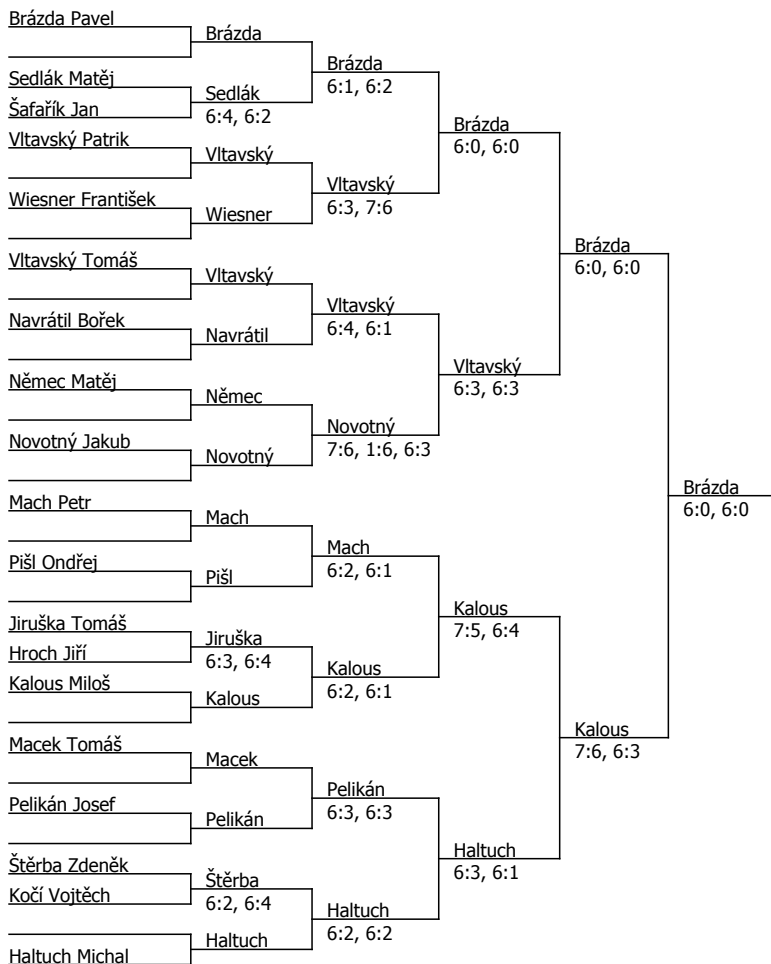 Brázda Pavel
Sedlák Matěj
Šafařík Jan
Vltavský Patrik
Wiesner František
Vltavský Tomáš
Navrátil Bořek
Němec Matěj
Novotný Jakub
Mach Petr
Pišl Ondřej
Jiruška Tomáš
Hroch Jiří
Kalous Miloš
Macek Tomáš
Pelikán Josef
Štěrba Zdeněk
Kočí Vojtěch
Haltuch Michal
Brázda
Sedlák
6:4, 6:2
Vltavský
Wiesner
Vltavský
Navrátil
Němec
Novotný
Mach
Pišl
Jiruška
6:3, 6:4
Kalous
Macek
Pelikán
Štěrba
6:2, 6:4
Haltuch
Brázda
6:1, 6:2
Vltavský
6:3, 7:6
Vltavský
6:4, 6:1
Novotný
7:6, 1:6, 6:3
Mach
6:2, 6:1
Kalous
6:2, 6:1
Pelikán
6:3, 6:3
Haltuch
6:2, 6:2
Brázda
6:0, 6:0
Vltavský
6:3, 6:3
Kalous
7:5, 6:4
Haltuch
6:3, 6:1
Brázda
6:0, 6:0
Kalous
7:6, 6:3
Brázda
6:0, 6:0